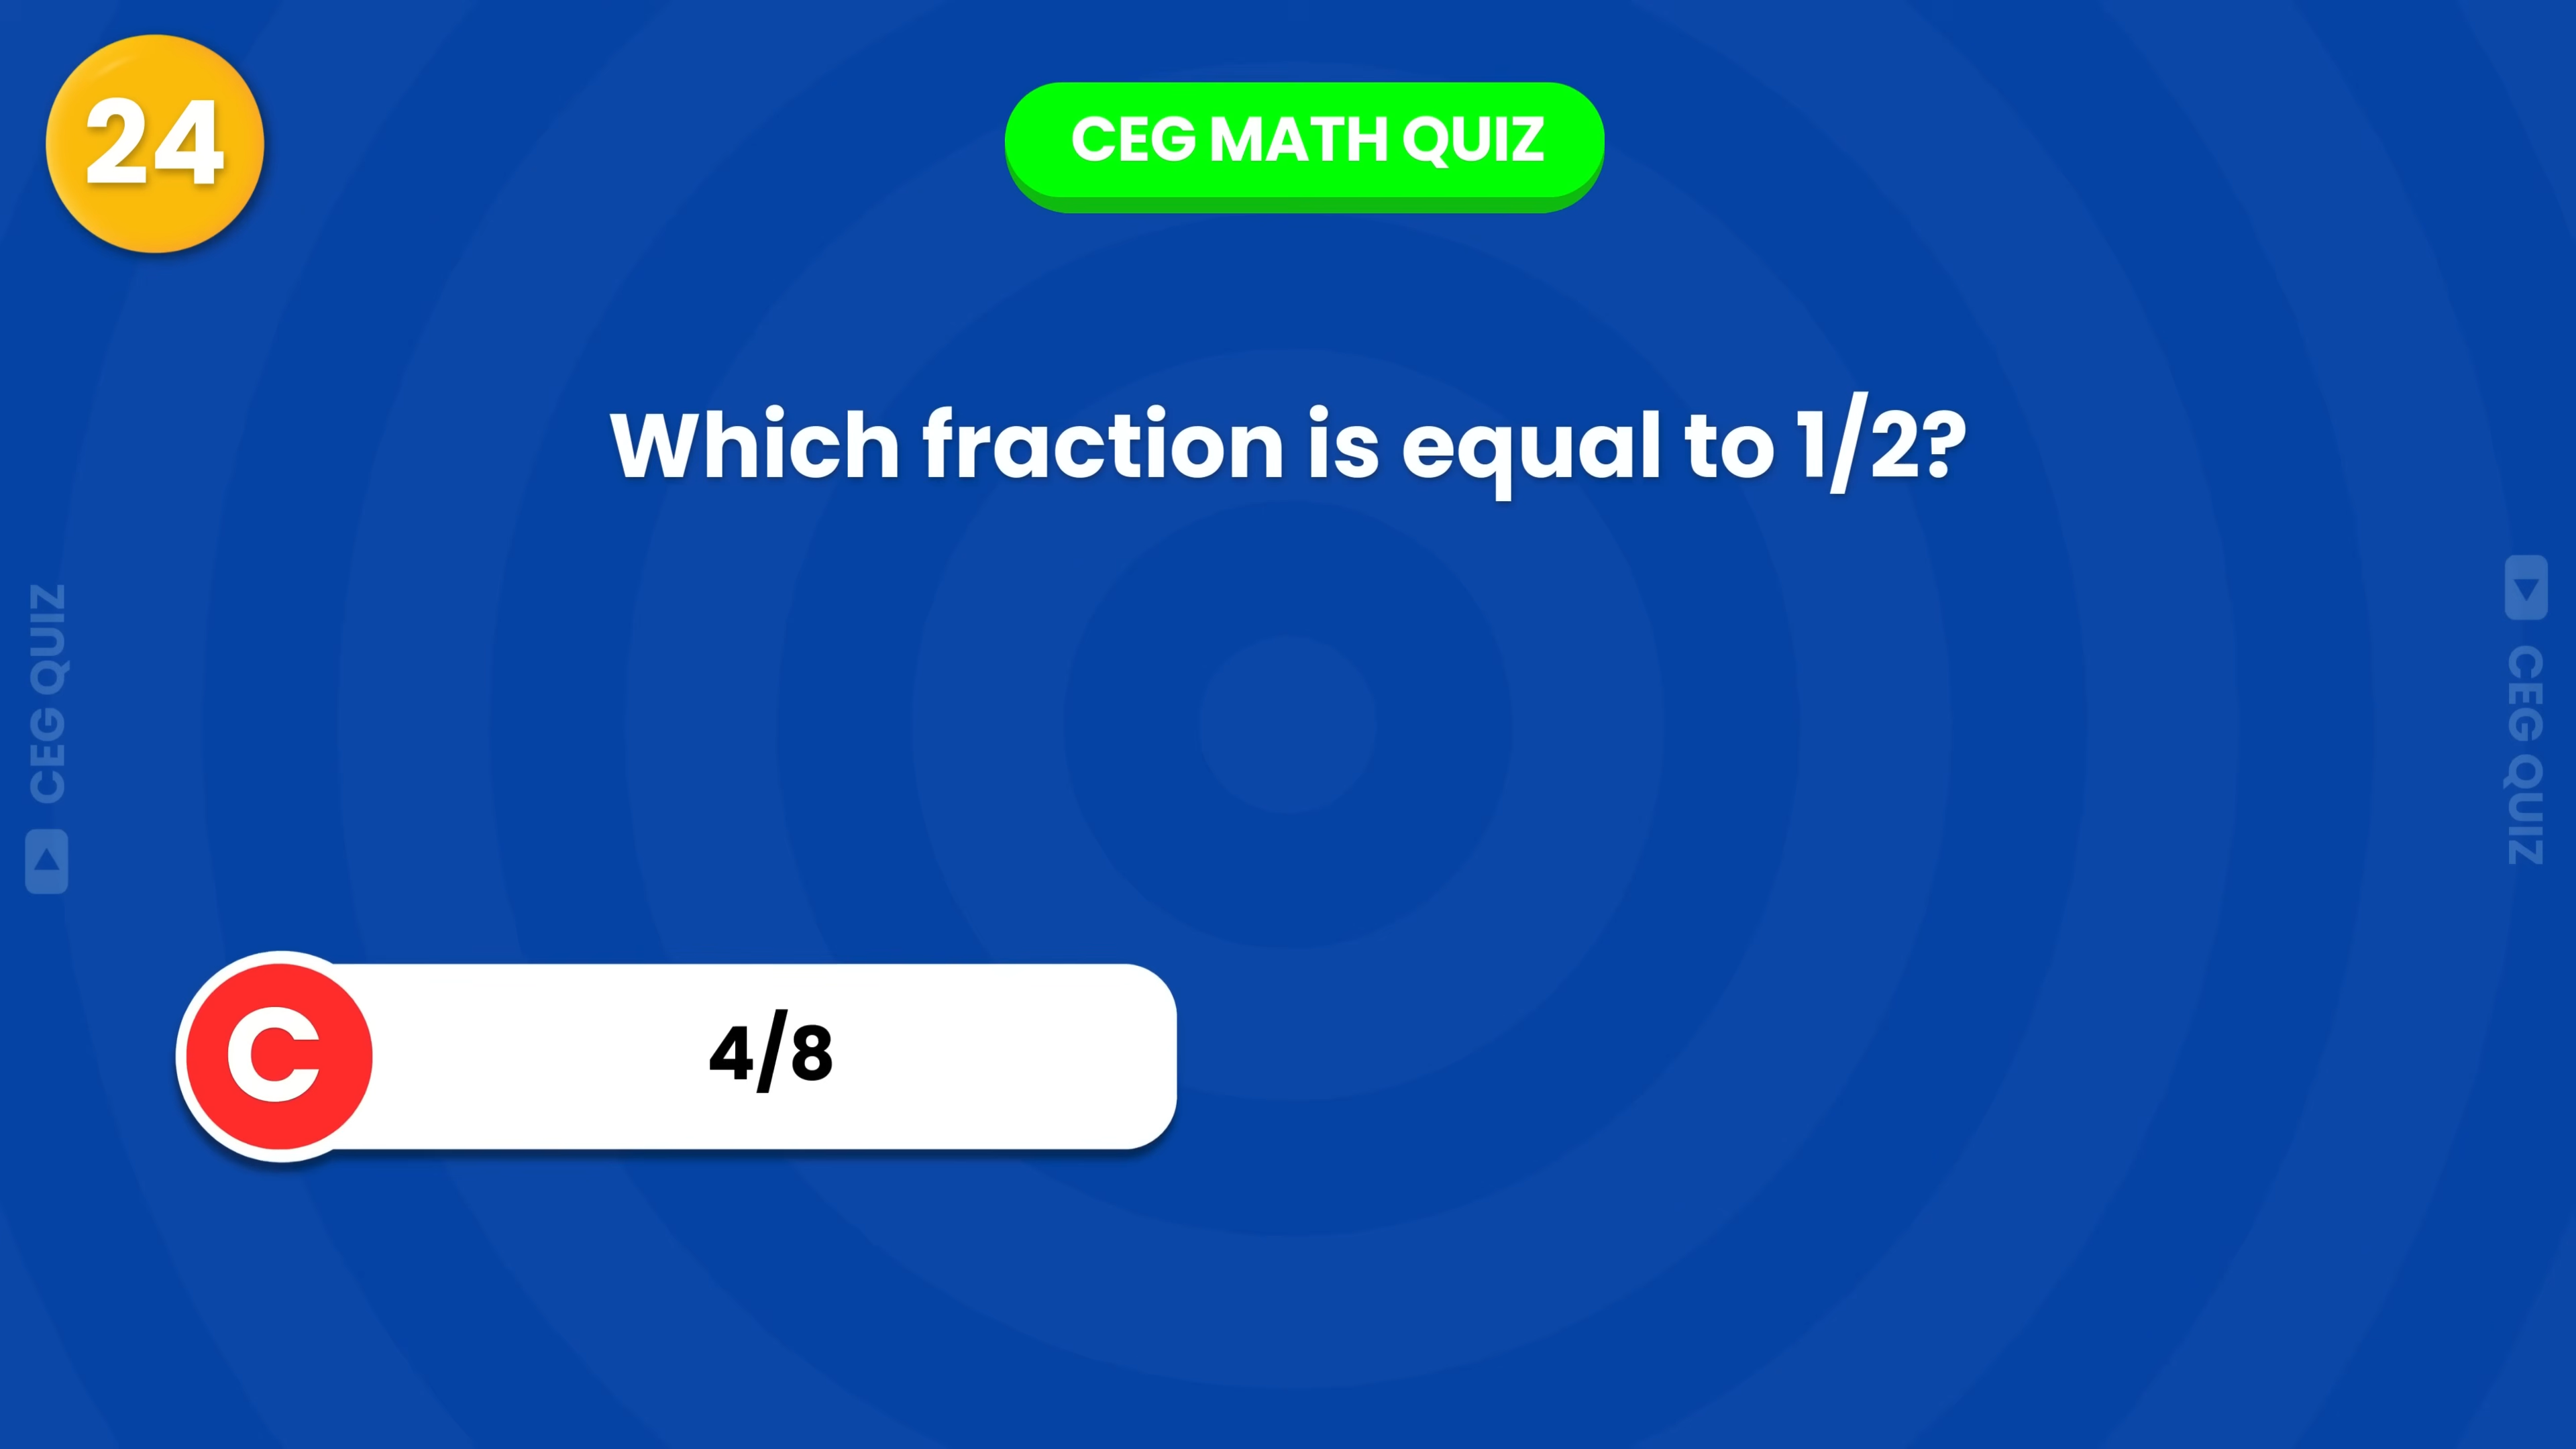 24
CEG MATH QUIZ
Which fraction is equal to 1/2?
CEG QUIZ
CEG QUIZ
C
4/8